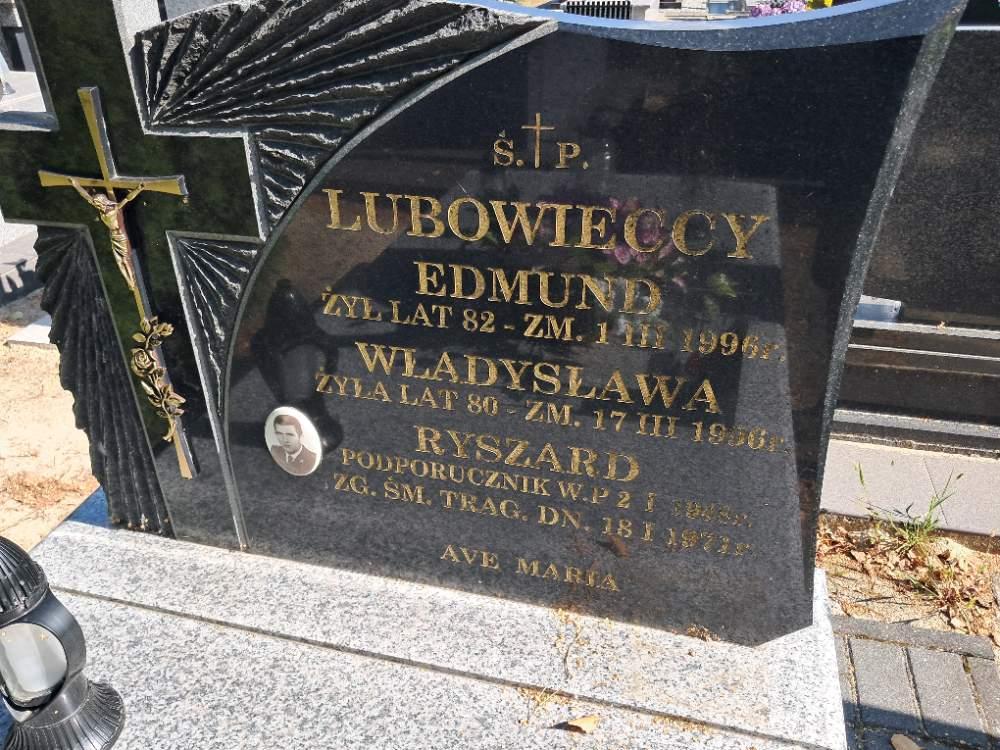 Ś. P.
LUBOWIECCY
EDMUND
ŻYŁ LAT 82 - ZM. 1 III 1996r.
WŁADYSŁAWA
ŻYŁA LAT 80 - ZM. 17 III 1996r.
RYSZARD
PODPORUCZNIK W.P 2 I
ZG. ŚM. TRAG. DN. 18 I 1971r.
AVE MARIA